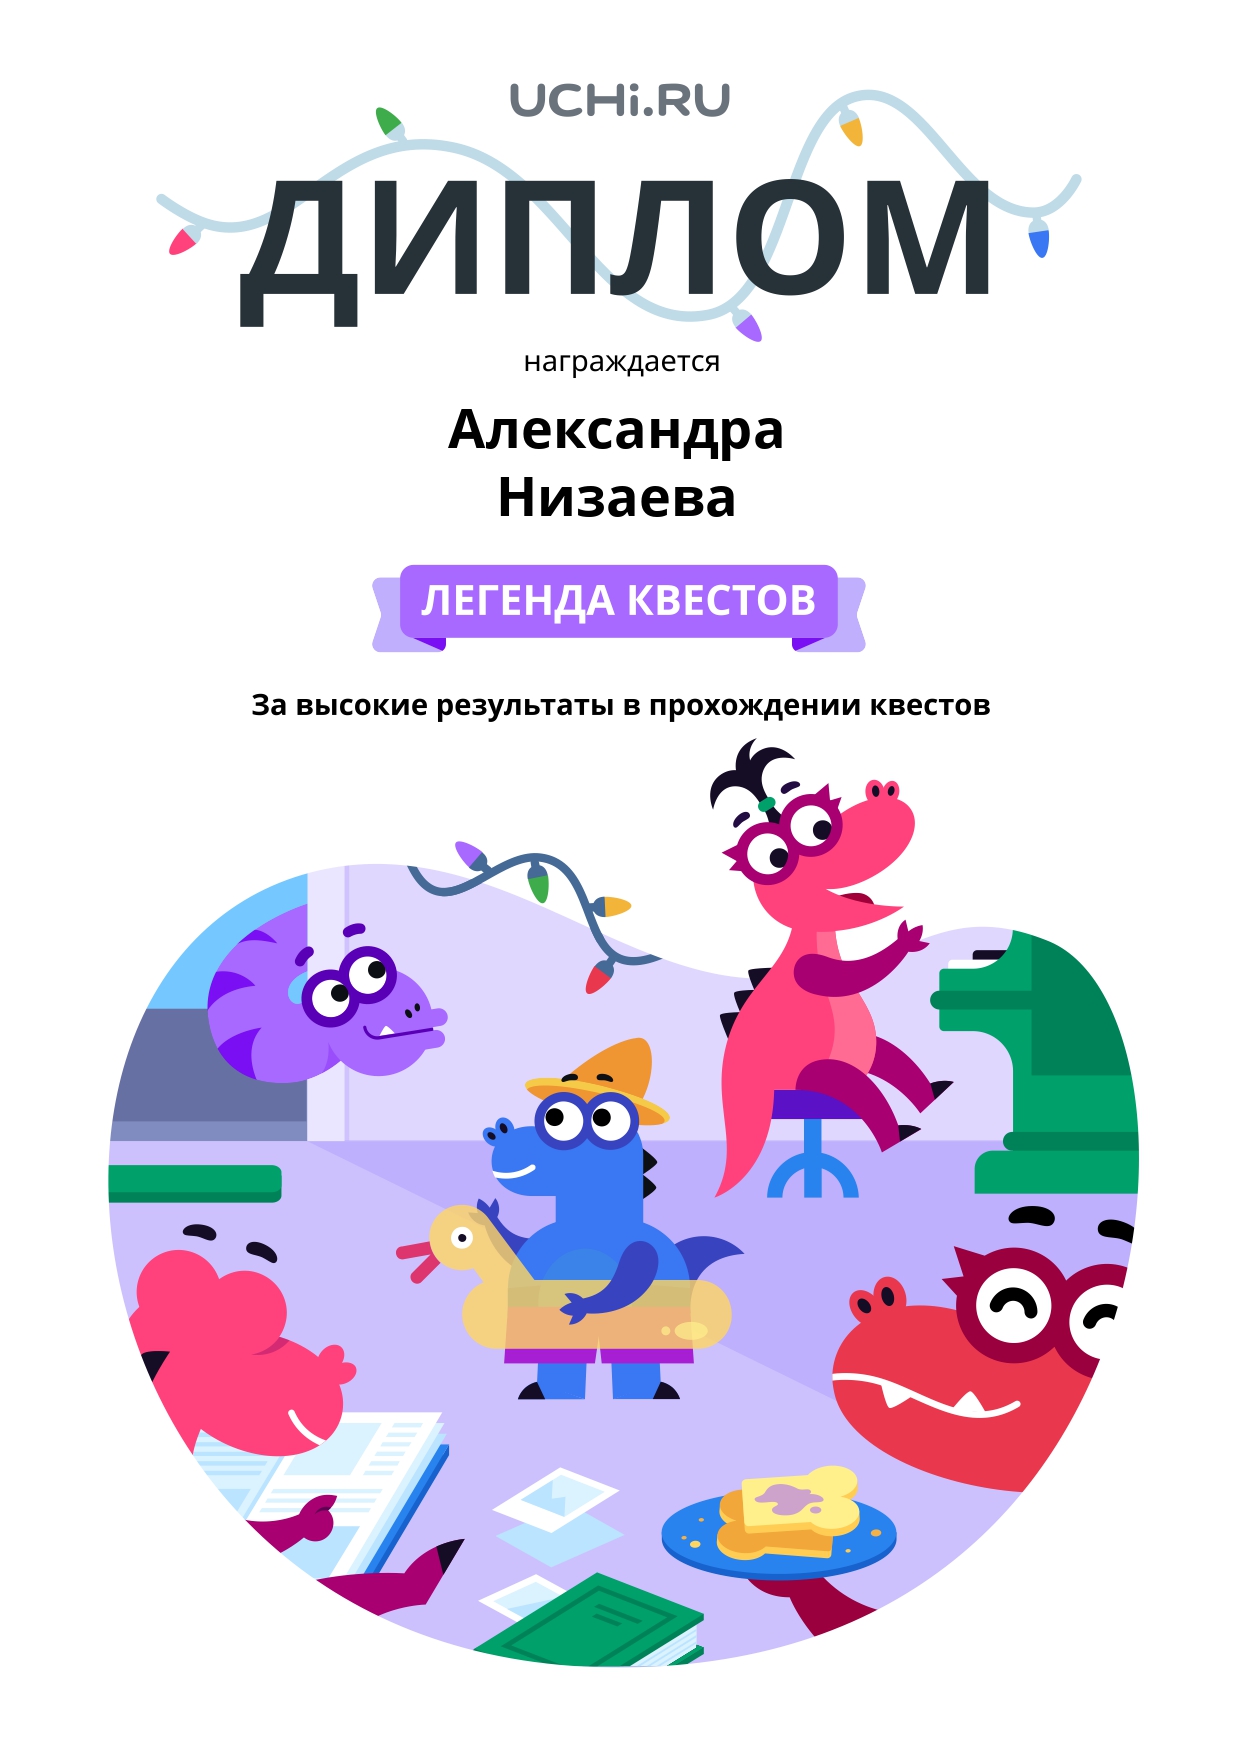 UCHi.RU
ДИПЛОМ
награждается
Александра
Низаева
ЛЕГЕНДА КВЕСТОВ
За высокие результаты в прохождении квестов